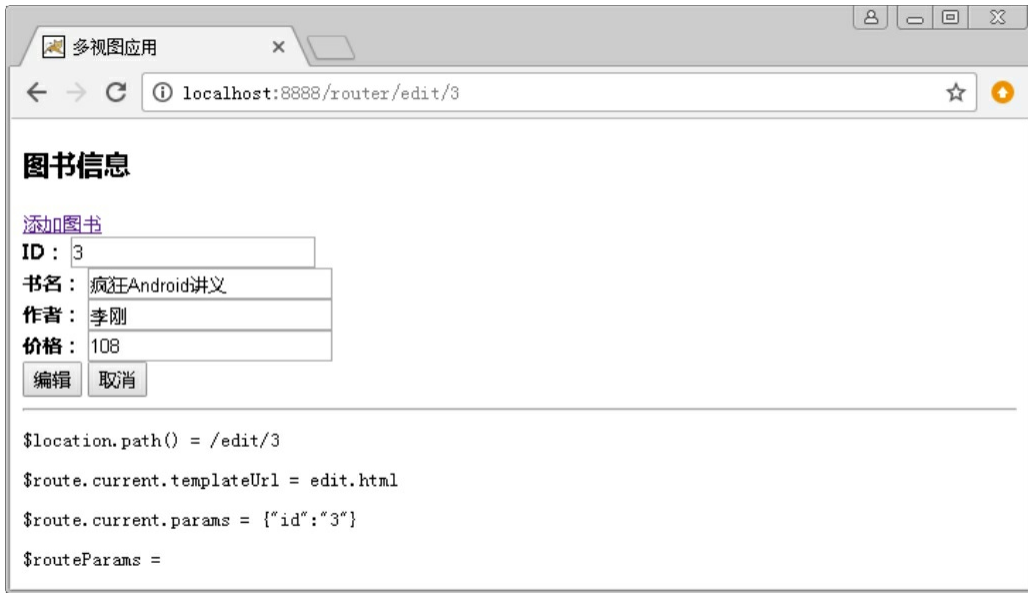 多视图应用
localhost:8888/router/edit/3
图书信息
添加图书
ID： 3
书名： 疯狂Android讲义
作者： 李刚
价格： 108
编辑 取消
$location.path() = /edit/3
$route.current.templateUrl = edit.html
$route.current.params = {"id":"3"}
$routeParams =